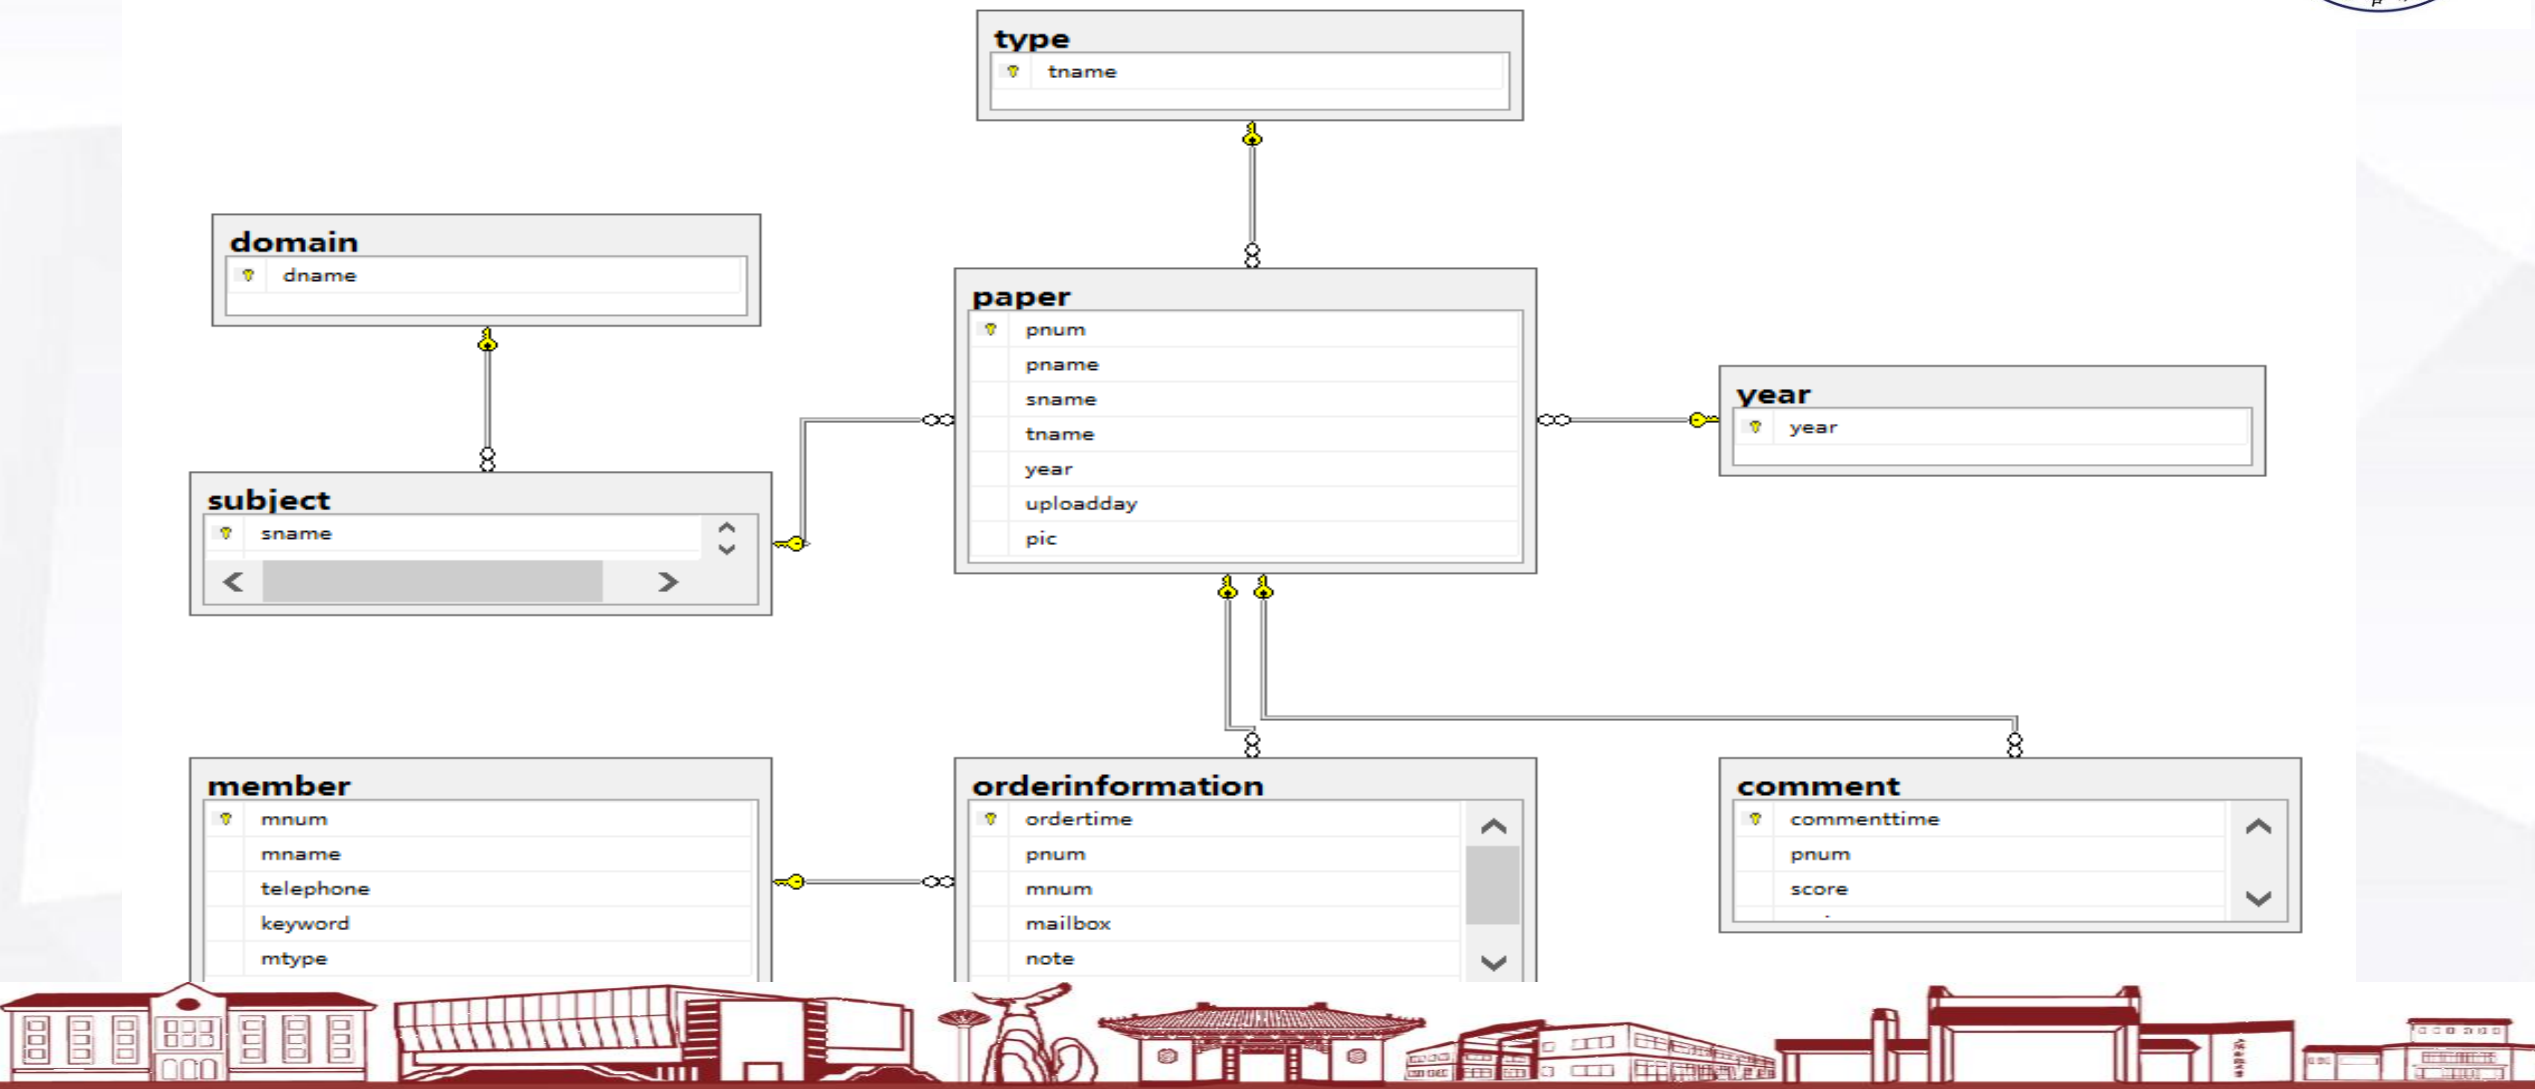 type
tname
domain
dname
paper
pnum
pname
sname
tname
year
uploadday
pic
year
year
subject
sname
member
mnum
mname
telephone
keyword
mtype
orderinformation
ordertime
pnum
mnum
mailbox
note
comment
commenttime
pnum
score